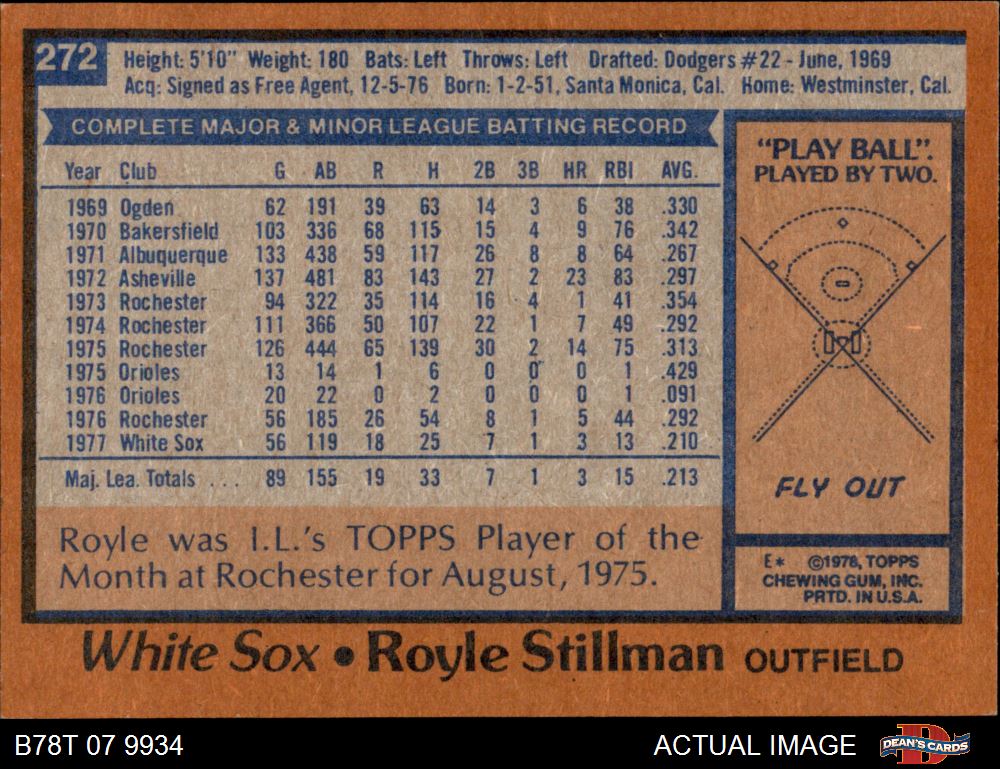 272
Height: 5'10" Weight: 180 Bats: Left Throws: Left Drafted: Dodgers #22 - June, 1969
Acq: Signed as Free Agent, 12-5-76 Born: 1-2-51, Santa Monica, Cal. Home: Westminster, Cal.
COMPLETE MAJOR & MINOR LEAGUE BATTING RECORD
Year Club G AB R H 2B 3B HR RBI AVG.
1969 Ogden 62 191 39 63 14 3 6 38 .330
1970 Bakersfield 103 336 68 115 15 4 9 76 .342
1971 Albuquerque 133 438 59 117 26 8 8 64 .267
1972 Asheville 137 481 83 143 27 2 23 83 .297
1973 Rochester 94 322 35 114 16 4 1 41 .354
1974 Rochester 111 366 50 107 22 1 7 49 .292
1975 Rochester 126 444 65 139 30 2 14 75 .313
1975 Orioles 13 14 1 6 0 0 0 1 .429
1976 Orioles 20 22 0 2 0 0 0 1 .091
1976 Rochester 56 185 26 54 8 1 5 44 .292
1977 White Sox 56 119 18 25 7 1 3 13 .210
Maj. Lea. Totals . . . 89 155 19 33 7 1 3 15 .213
Royle was I.L.'s TOPPS Player of the
Month at Rochester for August, 1975.
"PLAY BALL".
PLAYED BY TWO.
FLY OUT
E* ©1978, TOPPS
CHEWING GUM, INC.
PRTD. IN U.S.A.
White Sox • Royle Stillman OUTFIELD
B78T 07 9934 ACTUAL IMAGE
DEAN'S CARDS